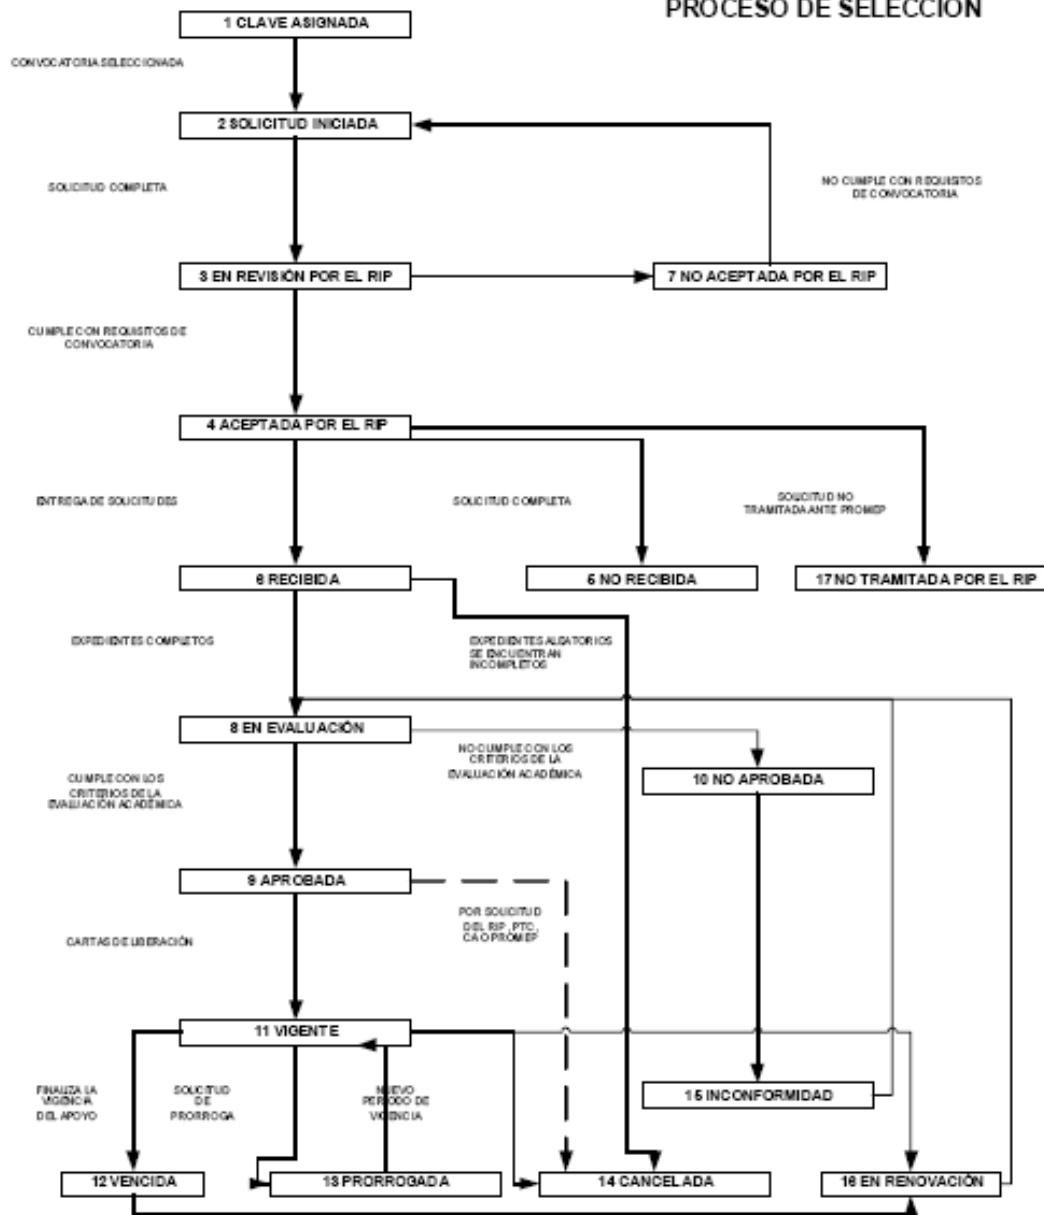 PROCESO DE SELECCIÓN
1 CLAVE ASIGNADA
CONVOCATORIA SELECCIONADA
2 SOLICITUD INICIADA
SOLICITUD COMPLETA
NO CUMPLE CON REQUISITOS
DE CONVOCATORIA
3 EN REVISIÓN POR EL RIP
7 NO ACEPTADA POR EL RIP
CUMPLE CON REQUISITOS DE
CONVOCATORIA
4 ACEPTADA POR EL RIP
ENTREGA DE SOLICITUDES
SOLICITUD COMPLETA
SOLICITUD NO
TRAMITADA ANTE PROMEP
6 RECIBIDA
5 NO RECIBIDA
17 NO TRAMITADA POR EL RIP
EXPEDIENTES COMPLETOS
EXPEDIENTES ALEATORIOS
SE ENCUENTRAN
INCOMPLETOS
8 EN EVALUACIÓN
NO CUMPLE CON LOS
CRITERIOS DE LA
EVALUACIÓN ACADÉMICA
10 NO APROBADA
CUMPLE CON LOS
CRITERIOS DE LA
EVALUACIÓN ACADÉMICA
9 APROBADA
POR SOLICITUD
DEL RIP, PTC,
CA O PROMEP
CARTAS DE LIBERACIÓN
11 VIGENTE
FINALIZA LA
VIGENCIA
DEL APOYO
SOLICITUD
DE
PRORROGA
NUEVO
PERIODO DE
VIGENCIA
15 INCONFORMIDAD
12 VENCIDA
13 PRORROGADA
14 CANCELADA
16 EN RENOVACIÓN